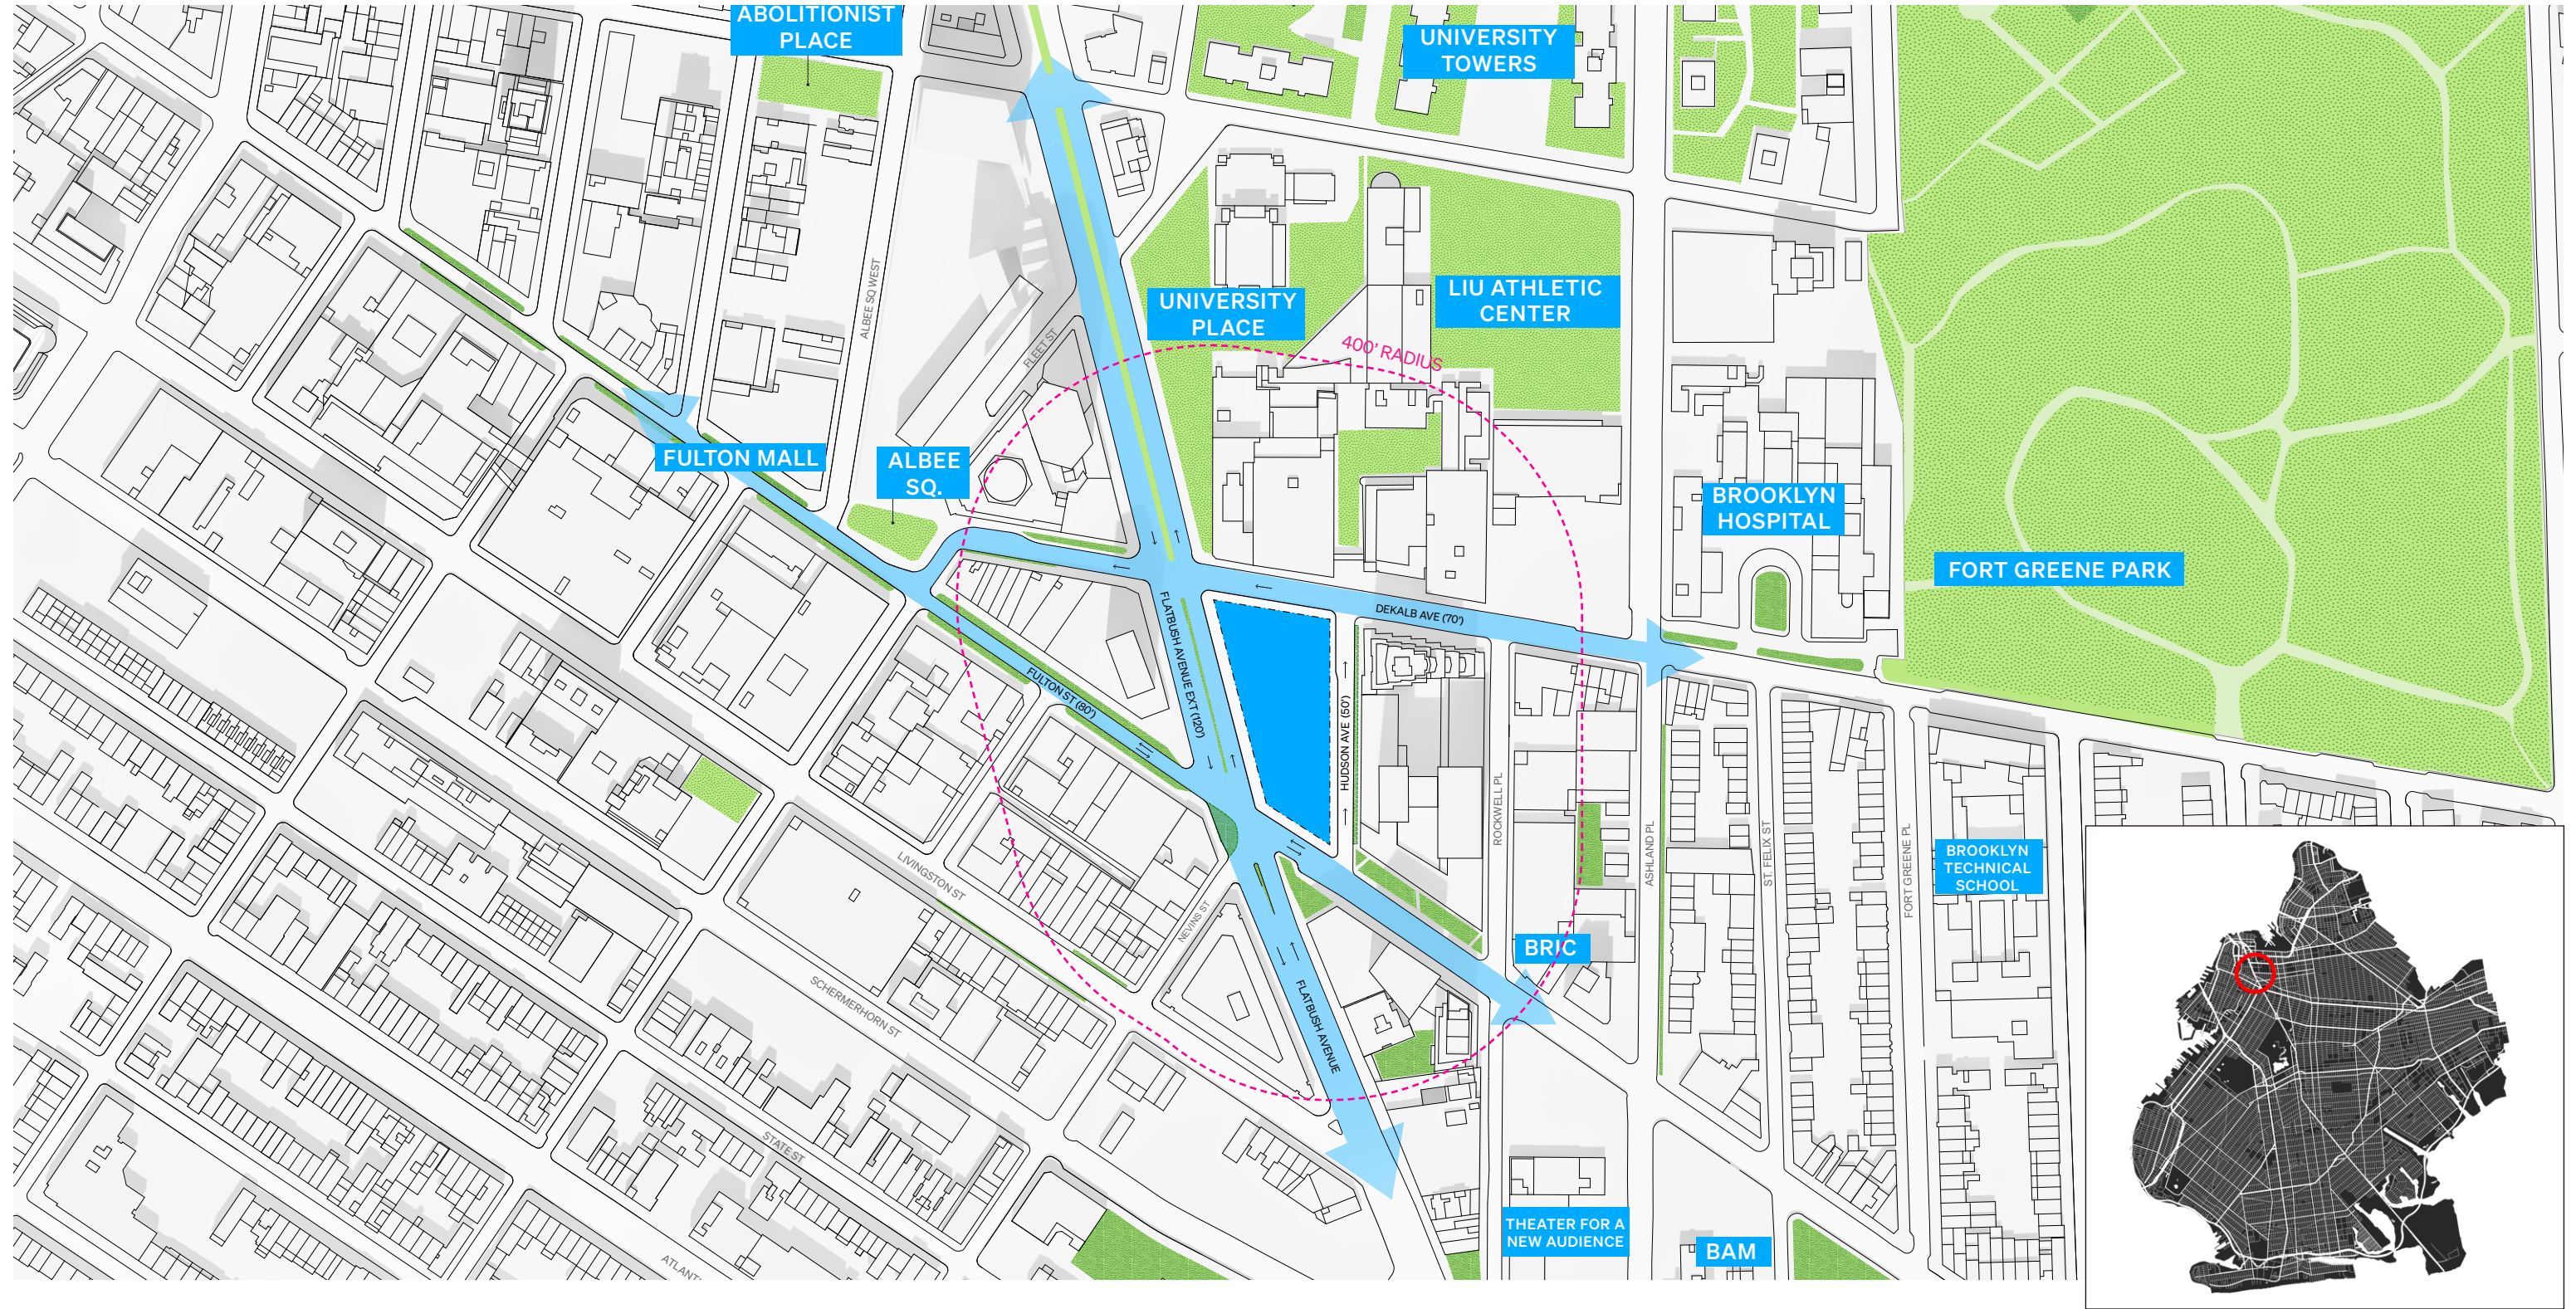 ABOLITIONIST
PLACE
UNIVERSITY
TOWERS
ALBEE SQ WEST
FLEET ST
UNIVERSITY
PLACE
LIU ATHLETIC
CENTER
400' RADIUS
FULTON MALL
ALBEE
SQ.
BROOKLYN
HOSPITAL
FORT GREENE PARK
DEKALB AVE (70')
FLATBUSH AVENUE EXT (120')
FULTON ST (80')
HUDSON AVE (50')
ROCKWELL PL
ASHLAND PL
ST. FELIX ST
FORT GREENE PL
BROOKLYN
TECHNICAL
SCHOOL
LIVINGSTON ST
NEVINS ST
BRIC
SCHERMERHORN ST
FLATBUSH AVENUE
STATE ST
THEATER FOR A
NEW AUDIENCE
BAM
ATLANT